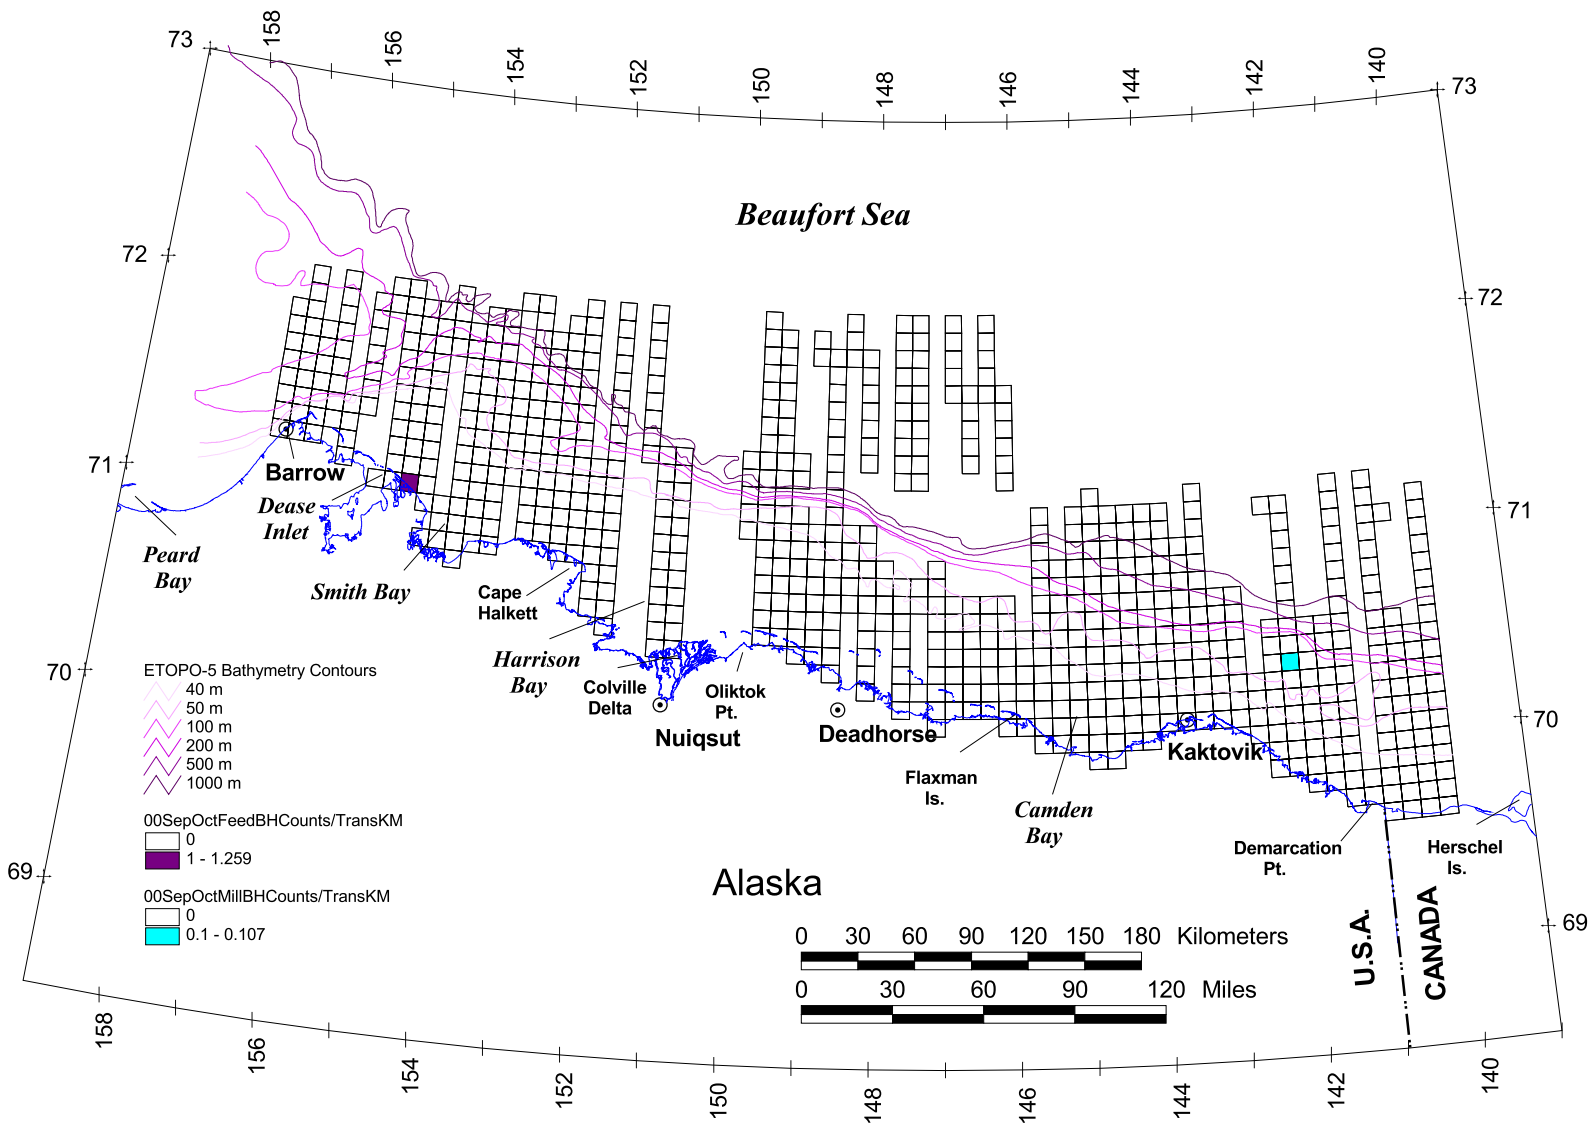 158
156
154
152
150
148
146
144
142
140
73
73
Beaufort Sea
72
72
71
71
Barrow
Dease
Inlet
Peard
Bay
Smith Bay
Cape
Halkett
Harrison
Bay
Colville
Delta
Oliktok
Pt.
Nuiqsut
Deadhorse
Flaxman
Is.
Camden
Bay
Kaktovik
Demarcation
Pt.
Herschel
Is.
70
70
ETOPO-5 Bathymetry Contours
40 m
50 m
100 m
200 m
500 m
1000 m
00SepOctFeedBHCounts/TransKM
0
1 - 1.259
00SepOctMillBHCounts/TransKM
0
0.1 - 0.107
69
69
Alaska
U.S.A.
CANADA
0 30 60 90 120 150 180 Kilometers
0 30 60 90 120 Miles
158
156
154
152
150
148
146
144
142
140